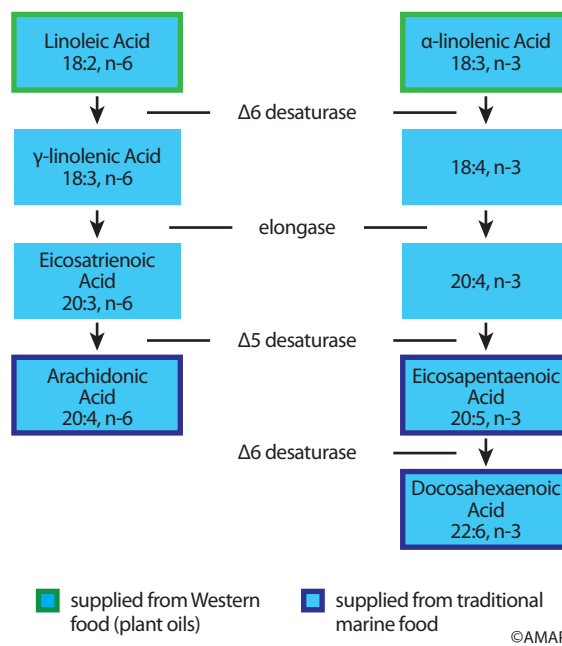 Linoleic Acid
18:2, n-6
α-linolenic Acid
18:3, n-3
Δ6 desaturase
γ-linolenic Acid
18:3, n-6
18:4, n-3
elongase
Eicosatrienoic
Acid
20:3, n-6
20:4, n-3
Δ5 desaturase
Arachidonic
Acid
20:4, n-6
Eicosapentaenoic
Acid
20:5, n-3
Δ6 desaturase
Docosahexaenoic
Acid
22:6, n-3
supplied from Western
food (plant oils)
supplied from traditional
marine food